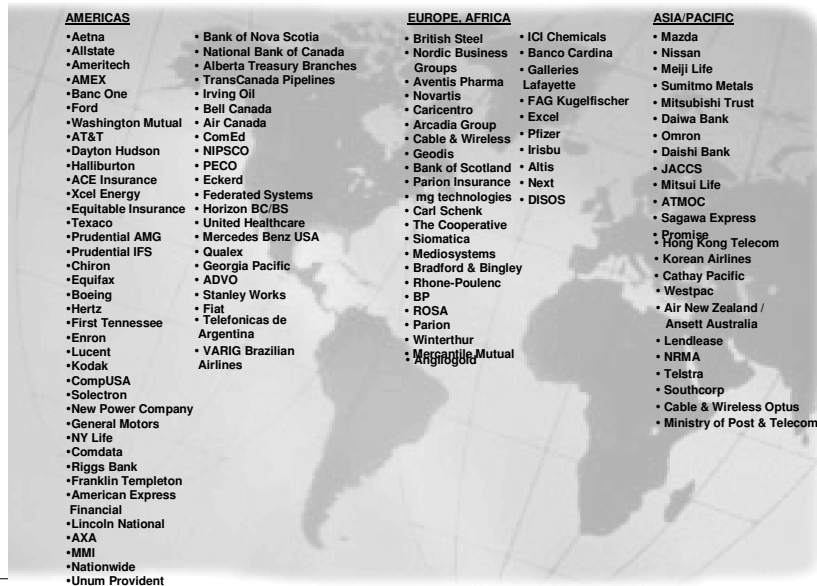 AMERICAS
•Aetna
•Allstate
•Ameritech
•AMEX
•Banc One
•Ford
•Washington Mutual
•AT&T
•Dayton Hudson
•Halliburton
•ACE Insurance
•Xcel Energy
•Equitable Insurance
•Texaco
•Prudential AMG
•Prudential IFS
•Chiron
•Equifax
•Boeing
•Hertz
•First Tennessee
•Enron
•Lucent
•Kodak
•CompUSA
•Solectron
•New Power Company
•General Motors
•NY Life
•Comdata
•Riggs Bank
•Franklin Templeton
•American Express
Financial
•Lincoln National
•AXA
•MMI
•Nationwide
•Unum Provident
• Bank of Nova Scotia
• National Bank of Canada
• Alberta Treasury Branches
• TransCanada Pipelines
• Irving Oil
• Bell Canada
• Air Canada
• ComEd
• NIPSCO
• PECO
• Eckerd
• Federated Systems
• Horizon BC/BS
• United Healthcare
• Mercedes Benz USA
• Qualex
• Georgia Pacific
• ADVO
• Stanley Works
• Fiat
• Telefonicas de
Argentina
• VARIG Brazilian
Airlines
EUROPE, AFRICA
• British Steel
• Nordic Business
Groups
• Aventis Pharma
• Novartis
• Caricentro
• Arcadia Group
• Cable & Wireless
• Geodis
• Bank of Scotland
• Parion Insurance
• mg technologies
• Carl Schenk
• The Cooperative
• Siomatica
• Mediosystems
• Bradford & Bingley
• Rhone-Poulenc
• BP
• ROSA
• Parion
• Winterthur
• Mercantile Mutual
• Anglogold
• ICI Chemicals
• Banco Cardina
• Galleries
Lafayette
• FAG Kugelfischer
• Excel
• Pfizer
• Irisbu
• Altis
• Next
• DISOS
ASIA/PACIFIC
• Mazda
• Nissan
• Meiji Life
• Sumitmo Metals
• Mitsubishi Trust
• Daiwa Bank
• Omron
• Daishi Bank
• JACCS
• Mitsui Life
• ATMOC
• Sagawa Express
• Promise
• Hong Kong Telecom
• Korean Airlines
• Cathay Pacific
• Westpac
• Air New Zealand /
Ansett Australia
• Lendlease
• NRMA
• Telstra
• Southcorp
• Cable & Wireless Optus
• Ministry of Post & Telecom